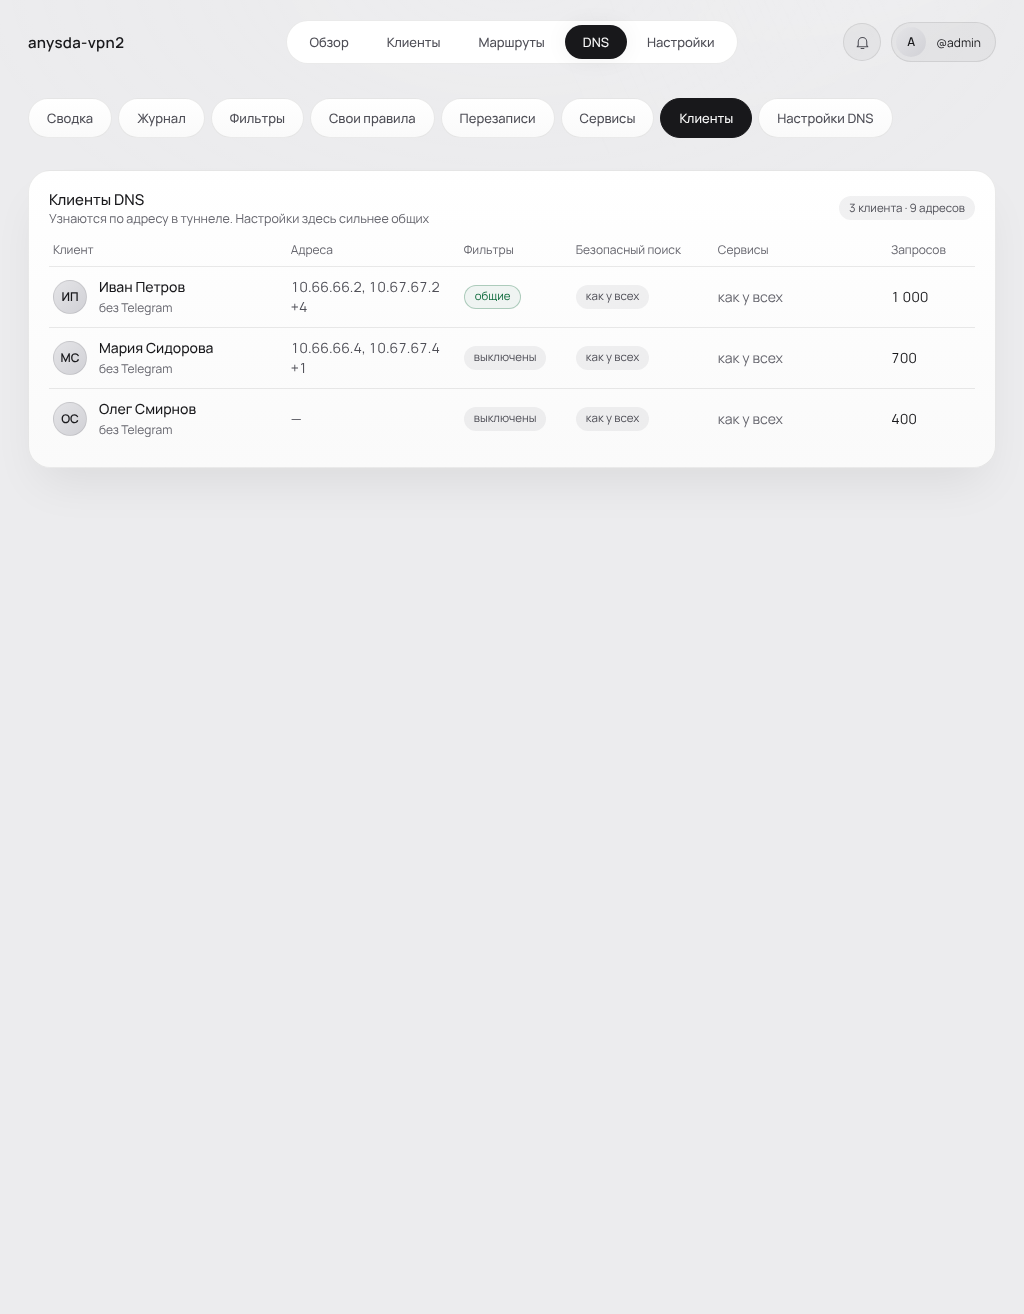 anysda-vpn2
Обзор Клиенты Маршруты DNS Настройки
A @admin
Сводка Журнал Фильтры Свои правила Перезаписи Сервисы Клиенты Настройки DNS
Клиенты DNS
Узнаются по адресу в туннеле. Настройки здесь сильнее общих
3 клиента · 9 адресов
Клиент Адреса Фильтры Безопасный поиск Сервисы Запросов
ИП Иван Петров 10.66.66.2, 10.67.67.2 общие как у всех как у всех 1 000
без Telegram +4
МС Мария Сидорова 10.66.66.4, 10.67.67.4 выключены как у всех как у всех 700
без Telegram +1
ОС Олег Смирнов — выключены как у всех как у всех 400
без Telegram